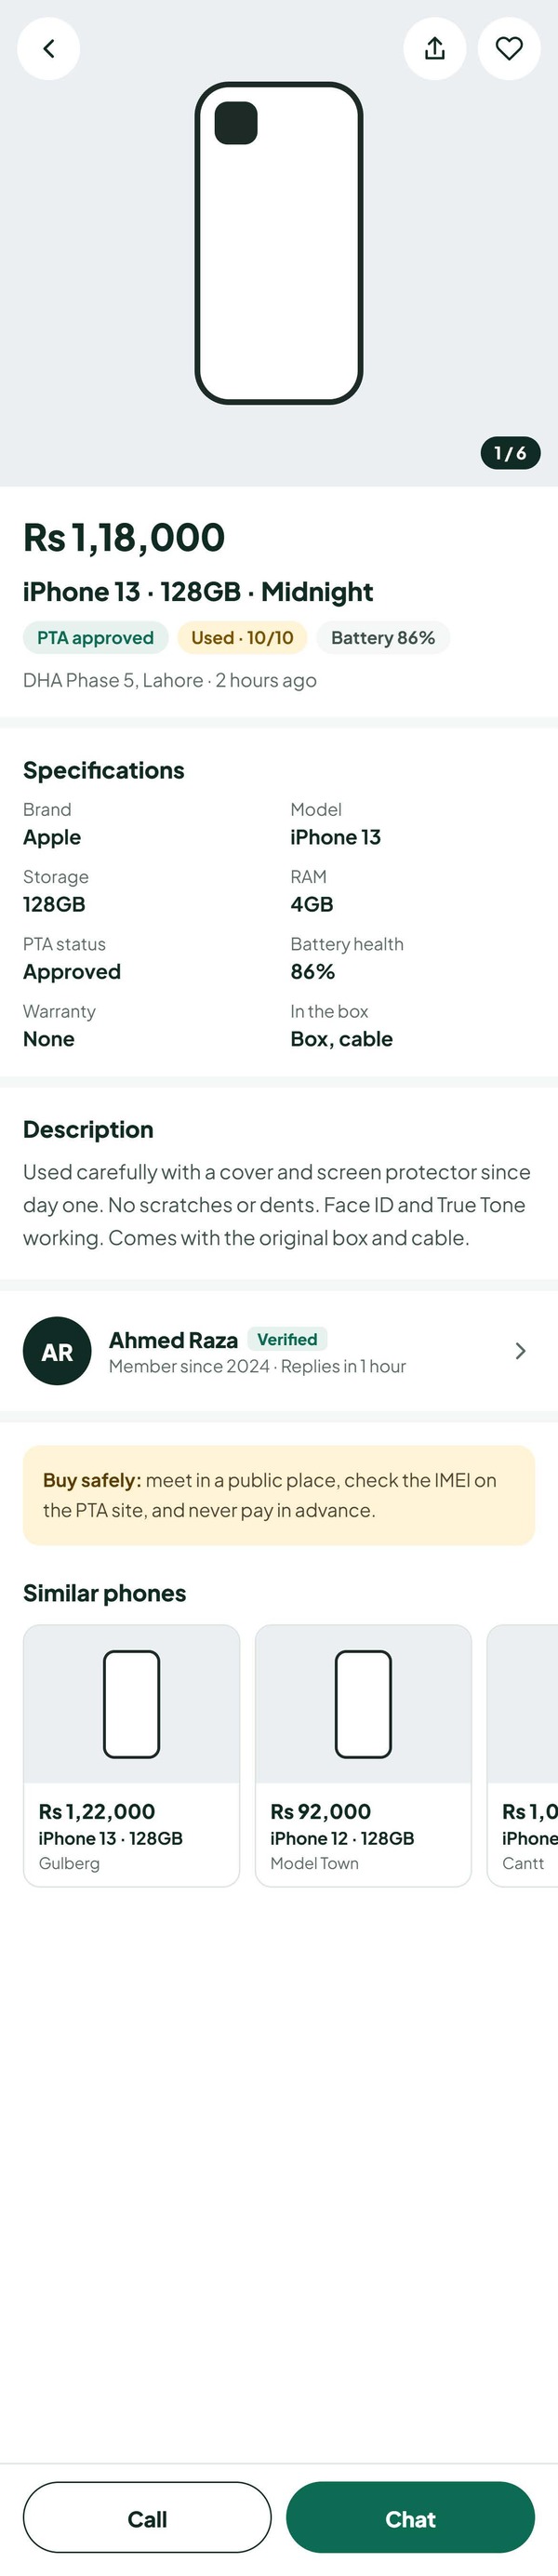 1 / 6
Rs 1,18,000
iPhone 13 · 128GB · Midnight
PTA approved Used · 10/10 Battery 86%
DHA Phase 5, Lahore · 2 hours ago
Specifications
Brand Model
Apple iPhone 13
Storage RAM
128GB 4GB
PTA status Battery health
Approved 86%
Warranty In the box
None Box, cable
Description
Used carefully with a cover and screen protector since
day one. No scratches or dents. Face ID and True Tone
working. Comes with the original box and cable.
AR
Ahmed Raza Verified
Member since 2024 · Replies in 1 hour
Buy safely: meet in a public place, check the IMEI on
the PTA site, and never pay in advance.
Similar phones
Rs 1,22,000 Rs 92,000 Rs 1,0
iPhone 13 · 128GB iPhone 12 · 128GB iPhone
Gulberg Model Town Cantt
Call Chat